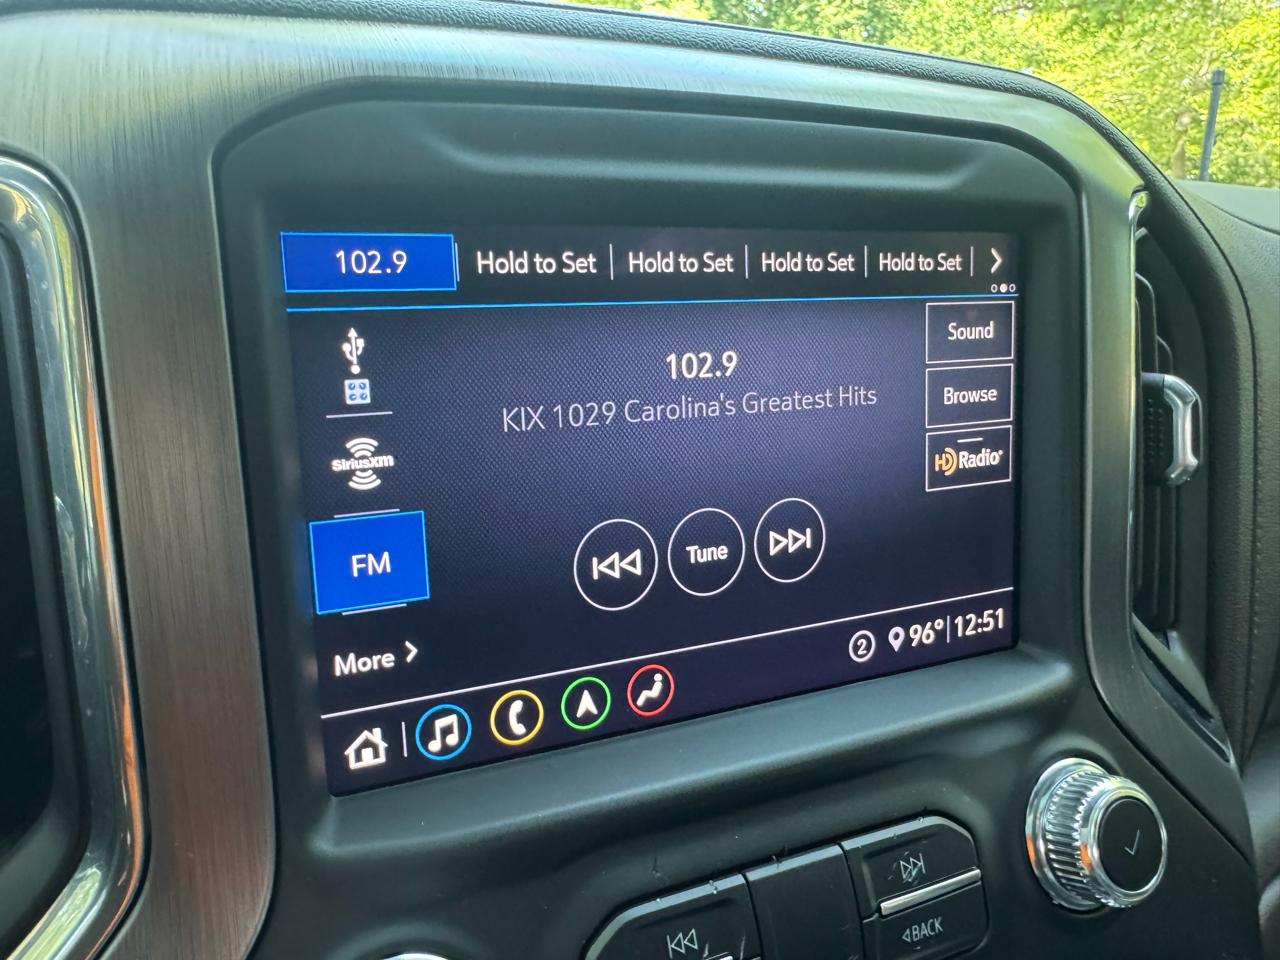 102.9
Hold to Set
Hold to Set
Hold to Set
Hold to Set
102.9
KIX 1029 Carolina's Greatest Hits
Sound
Browse
HD Radio
SiriusXM
FM
Tune
More
2
96°
12:51
BACK